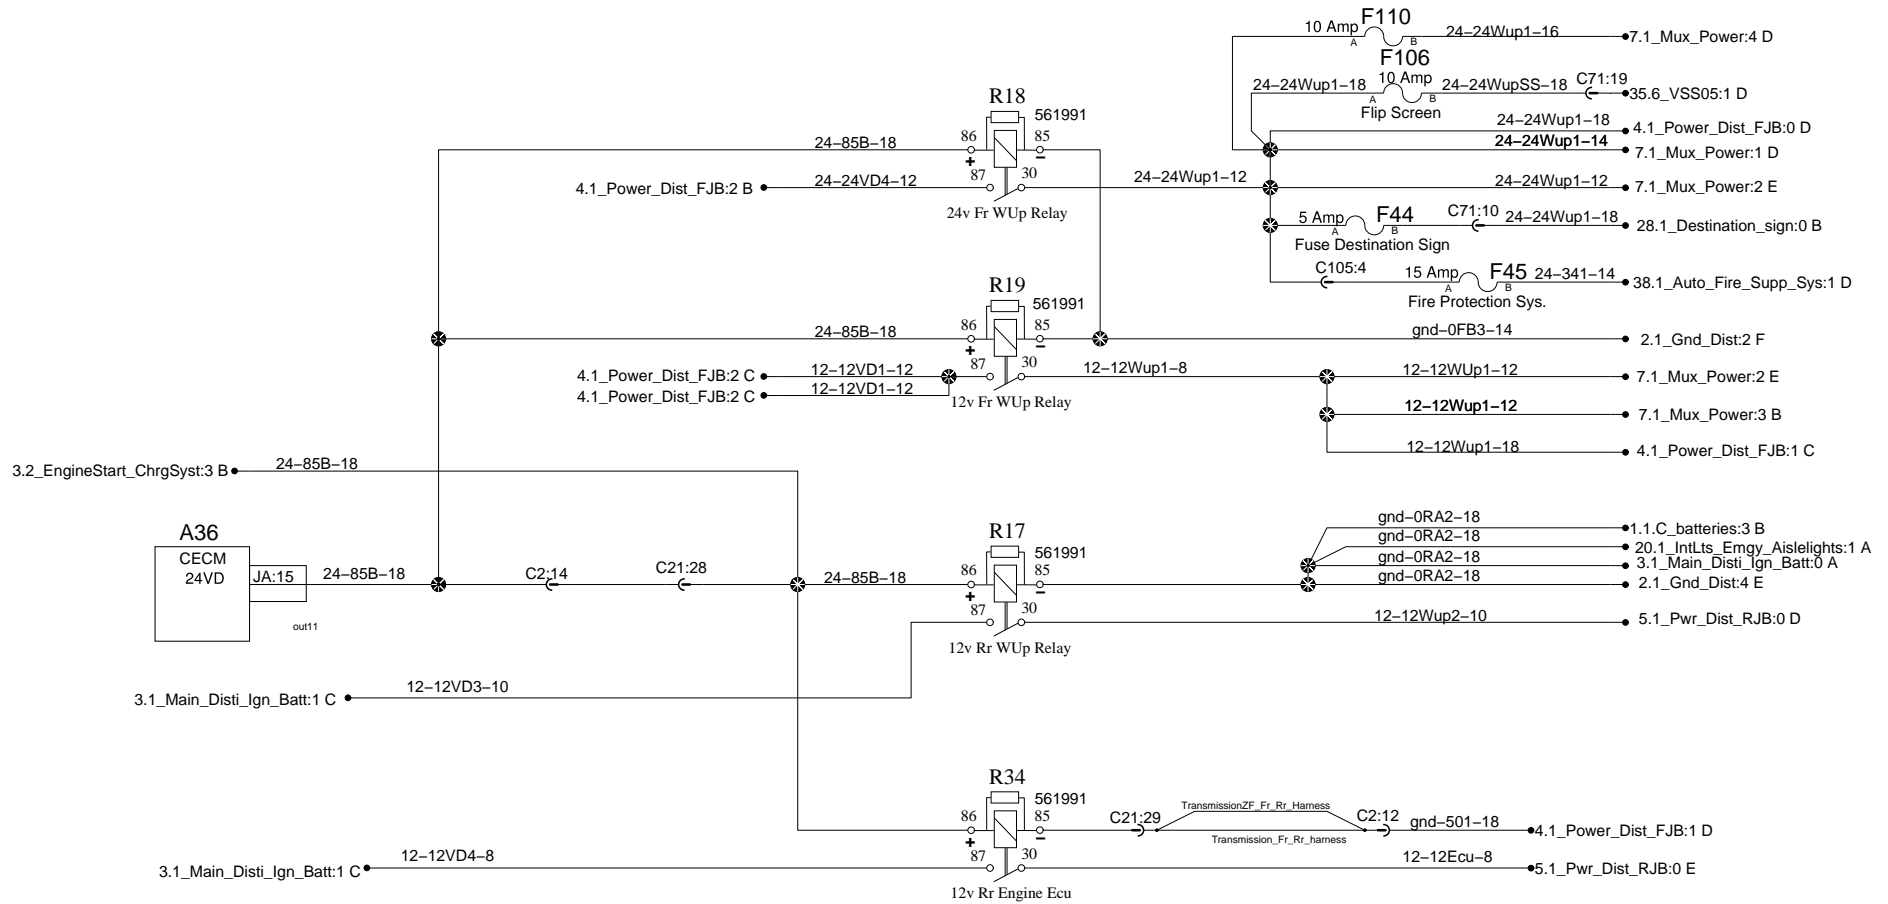 F110
10 Amp
A
B
24-24Wup1-16
7.1_Mux_Power:4 D
F106
24-24Wup1-18
10 Amp
A
B
24-24WupSS-18
C71:19
35.6_VSS05:1 D
Flip Screen
R18
561991
86
85
24-85B-18
+
-
24-24Wup1-18
4.1_Power_Dist_FJB:0 D
24-24Wup1-14
7.1_Mux_Power:1 D
4.1_Power_Dist_FJB:2 B
24-24VD4-12
87
30
24-24Wup1-12
24-24Wup1-12
7.1_Mux_Power:2 E
24v Fr WUp Relay
5 Amp
A
F44
B
C71:10
24-24Wup1-18
28.1_Destination_sign:0 B
Fuse Destination Sign
C105:4
15 Amp
A
F45
B
24-341-14
38.1_Auto_Fire_Supp_Sys:1 D
Fire Protection Sys.
R19
561991
86
85
24-85B-18
+
-
gnd-0FB3-14
2.1_Gnd_Dist:2 F
4.1_Power_Dist_FJB:2 C
12-12VD1-12
87
30
12-12Wup1-8
12-12WUp1-12
7.1_Mux_Power:2 E
4.1_Power_Dist_FJB:2 C
12-12VD1-12
12v Fr WUp Relay
12-12Wup1-12
7.1_Mux_Power:3 B
12-12Wup1-18
4.1_Power_Dist_FJB:1 C
3.2_EngineStart_ChrgSyst:3 B
24-85B-18
A36
CECM
24VD
JA:15
out11
24-85B-18
C2:14
C21:28
24-85B-18
R17
561991
86
85
+
-
gnd-0RA2-18
1.1.C_batteries:3 B
gnd-0RA2-18
20.1_IntLts_Emgy_Aislelights:1 A
gnd-0RA2-18
3.1_Main_Disti_Ign_Batt:0 A
gnd-0RA2-18
2.1_Gnd_Dist:4 E
87
30
12-12Wup2-10
5.1_Pwr_Dist_RJB:0 D
12v Rr WUp Relay
3.1_Main_Disti_Ign_Batt:1 C
12-12VD3-10
R34
561991
86
85
+
-
C21:29
TransmissionZF_Fr_Rr_Harness
Transmission_Fr_Rr_harness
C2:12
gnd-501-18
4.1_Power_Dist_FJB:1 D
3.1_Main_Disti_Ign_Batt:1 C
12-12VD4-8
87
30
12-12Ecu-8
5.1_Pwr_Dist_RJB:0 E
12v Rr Engine Ecu